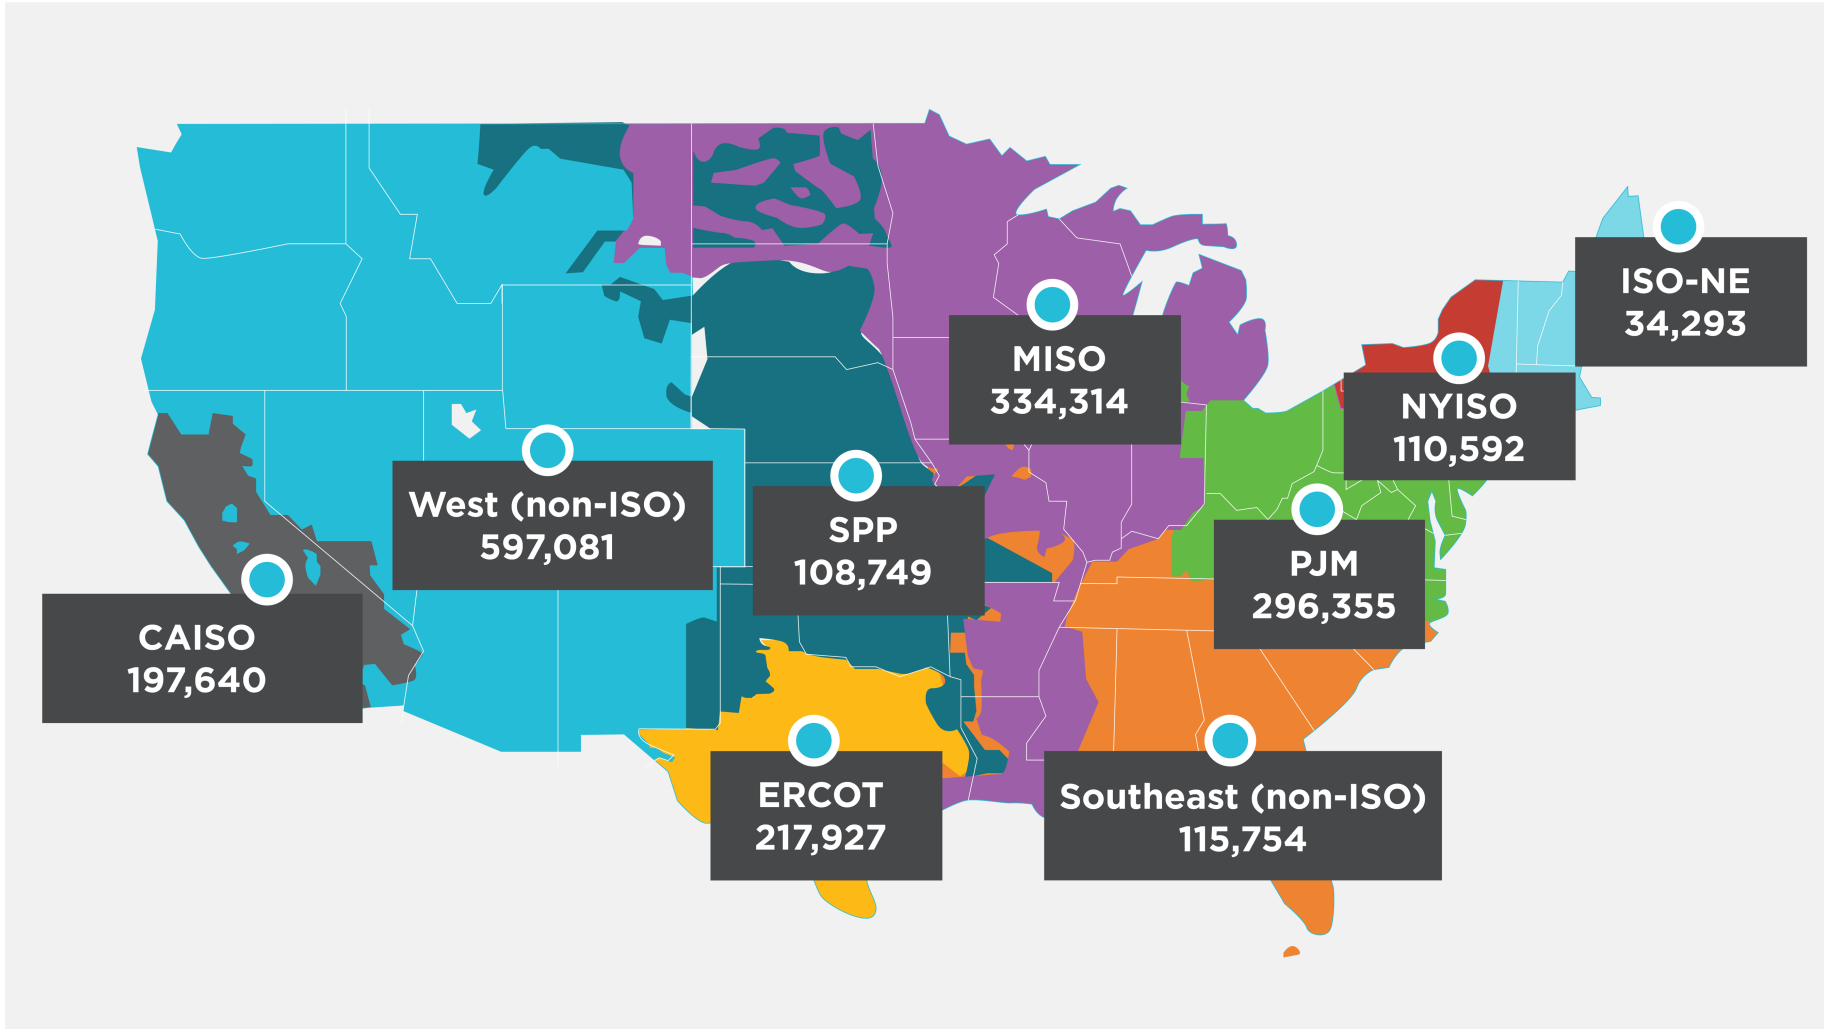 ISO-NE
34,293
MISO
334,314
NYISO
110,592
West (non-ISO)
597,081
SPP
108,749
PJM
296,355
CAISO
197,640
ERCOT
217,927
Southeast (non-ISO)
115,754